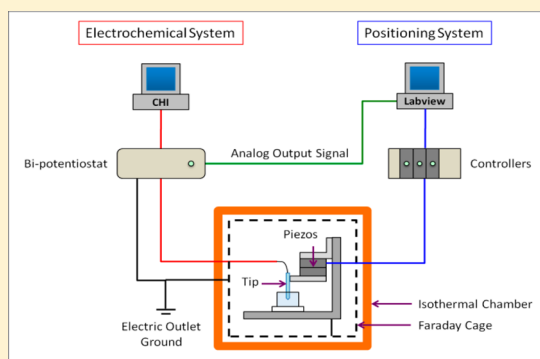 Electrochemical System
Positioning System
CHI
Labview
Bi-potentiostat
Analog Output Signal
Controllers
Piezos
Tip
Isothermal Chamber
Faraday Cage
Electric Outlet
Ground